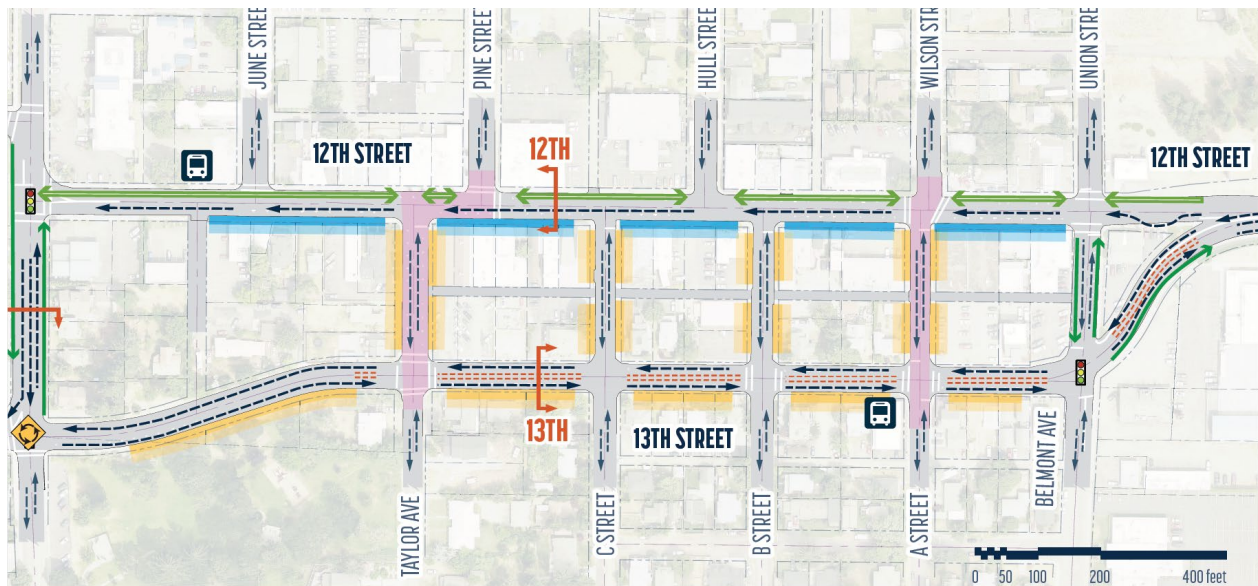 JUNE STREET
PINE STREET
HULL STREET
WILSON STREET
UNION STREET
12TH STREET
12TH
12TH STREET
13TH
13TH STREET
TAYLOR AVE
C STREET
B STREET
A STREET
BELMONT AVE
0 50 100 200 400 feet